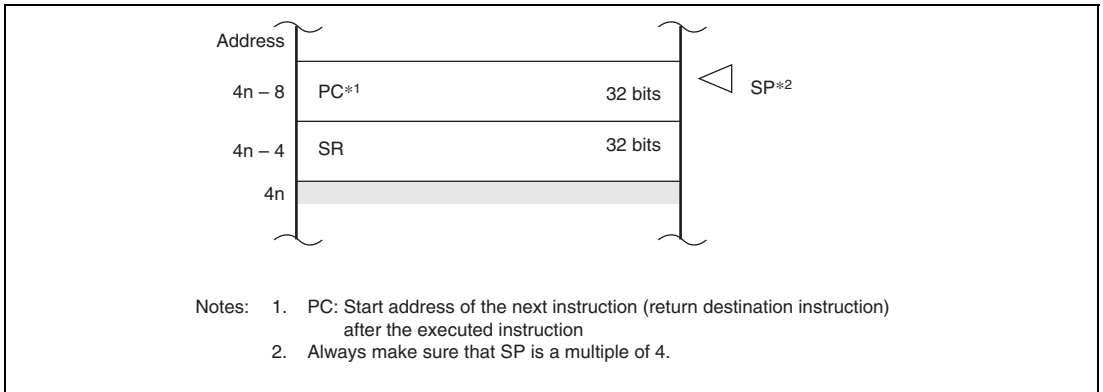 Address
4n – 8 PC*1 32 bits SP*2
4n – 4 SR 32 bits
4n
Notes: 1. PC: Start address of the next instruction (return destination instruction)
after the executed instruction
2. Always make sure that SP is a multiple of 4.